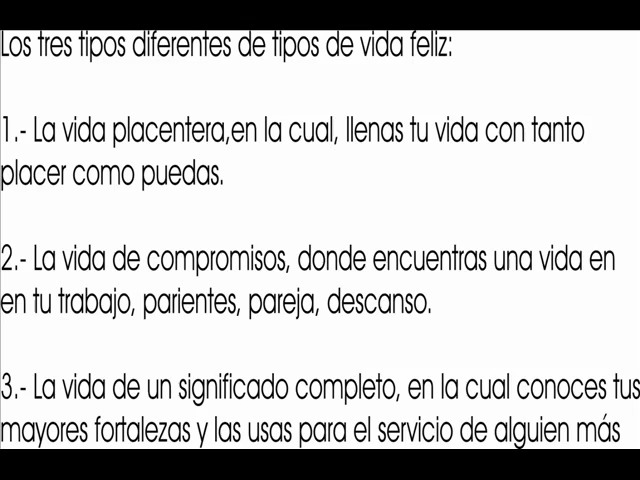 Los tres tipos diferentes de tipos de vida feliz:
1.- La vida placentera,en la cual, llenas tu vida con tanto
placer como puedas.
2.- La vida de compromisos, donde encuentras una vida en
en tu trabajo, parientes, pareja, descanso.
3.- La vida de un significado completo, en la cual conoces tus
mayores fortalezas y las usas para el servicio de alguien más